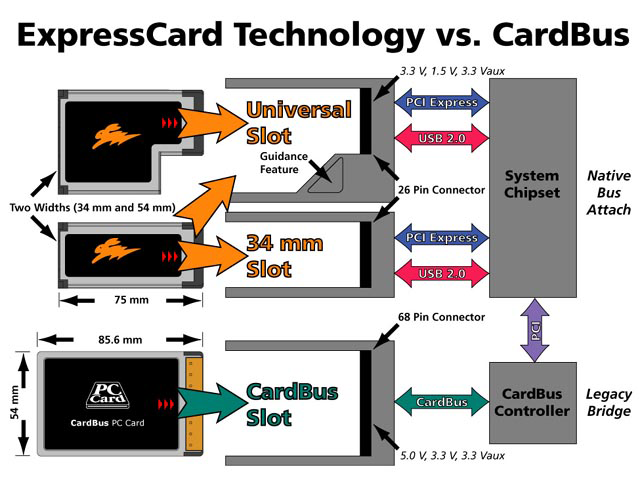 ExpressCard Technology vs. CardBus
3.3 V, 1.5 V, 3.3 Vaux
Universal
Slot
PCI Express
USB 2.0
Guidance
Feature
System
Chipset
Native
Bus
Attach
26 Pin Connector
Two Widths (34 mm and 54 mm)
34 mm
Slot
PCI Express
USB 2.0
75 mm
68 Pin Connector
PCI
85.6 mm
54 mm
PC
Card
CardBus PC Card
CardBus
Slot
CardBus
CardBus
Controller
Legacy
Bridge
5.0 V, 3.3 V, 3.3 Vaux